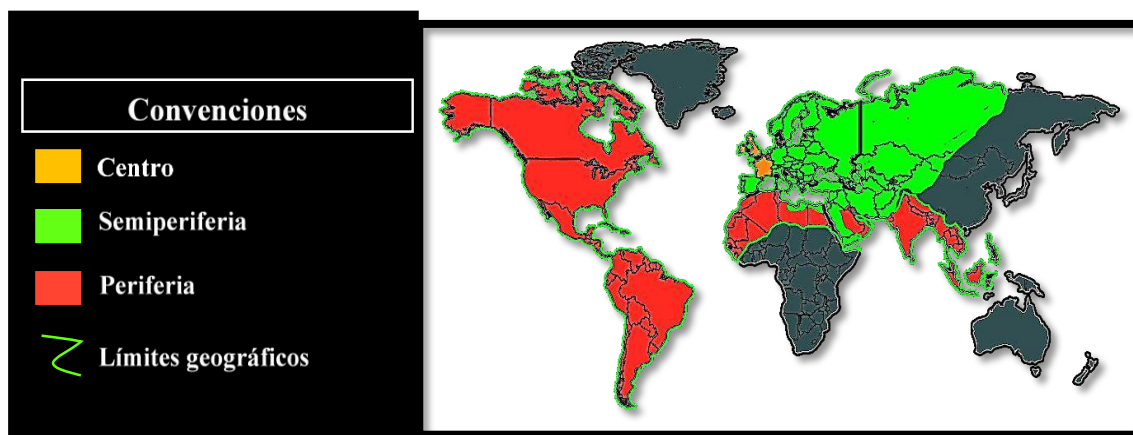 Convenciones
Centro
Semiperiferia
Periferia
Límites geográficos